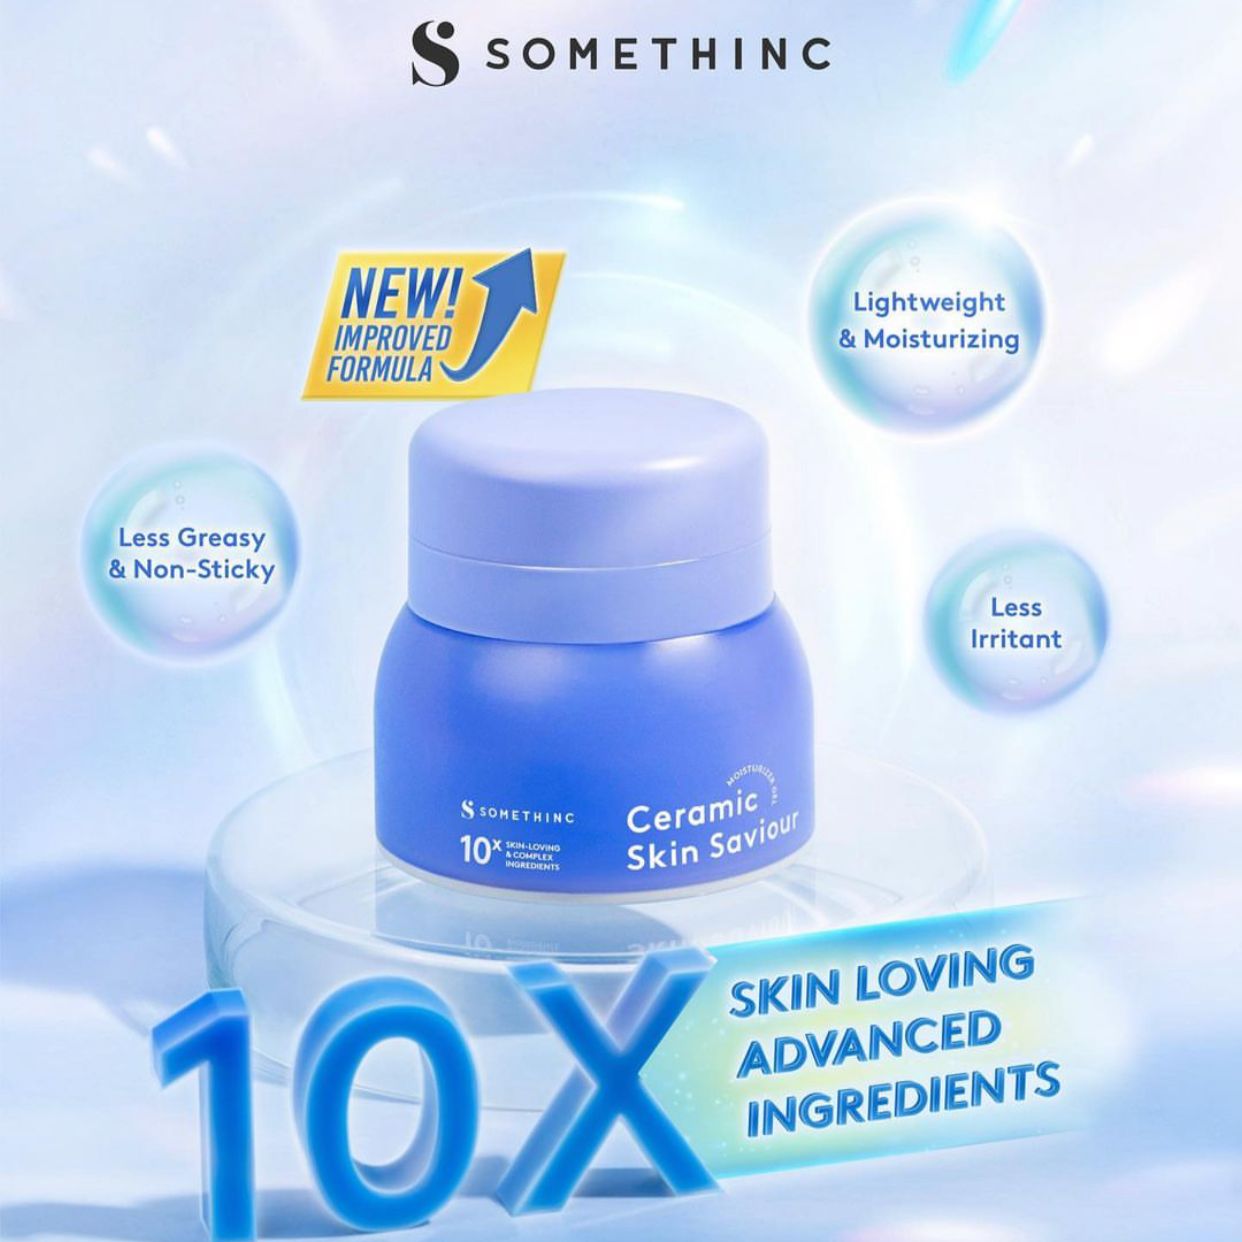 SOMETHINC
NEW!
IMPROVED
FORMULA
Lightweight
& Moisturizing
Less Greasy
& Non-Sticky
Less
Irritant
MOISTURIZER GEL
Ceramic
Skin Saviour
SOMETHINC
10X SKIN-LOVING
& COMPLEX
INGREDIENTS
10X
SKIN LOVING
ADVANCED
INGREDIENTS